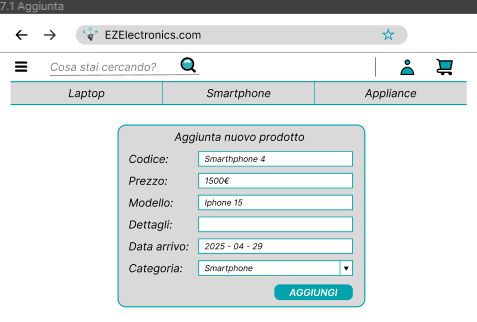 7.1 Aggiunta
EZElectronics.com
Cosa stai cercando?
Laptop Smartphone Appliance
Aggiunta nuovo prodotto
Codice: Smarthphone 4
Prezzo: 1500€
Modello: Iphone 15
Dettagli:
Data arrivo: 2025 - 04 - 29
Categoria: Smartphone
AGGIUNGI